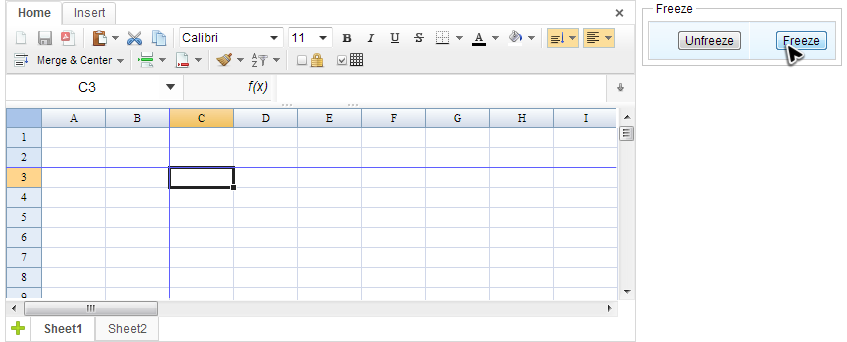 Home Insert
Freeze
Calibri 11 B I U S A
Unfreeze Freeze
Merge & Center
C3 f(x)
A B C D E F G H I
1
2
3
4
5
6
7
8
9
Sheet1 Sheet2